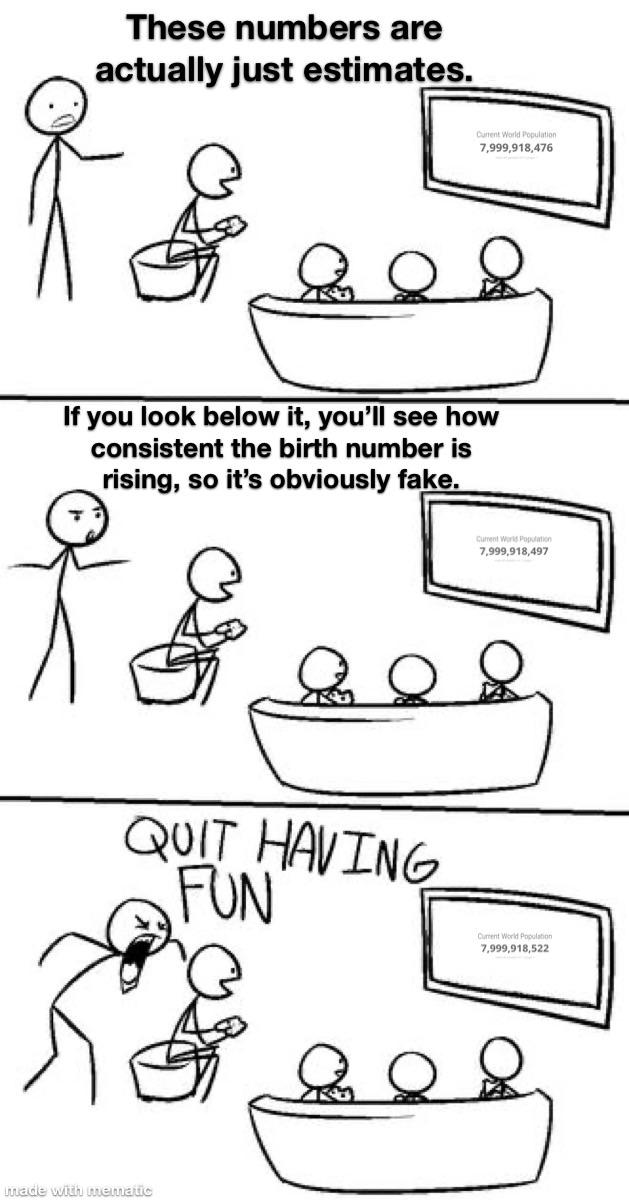 These numbers are
actually just estimates.
Current World Population
7,999,918,476
If you look below it, you’ll see how
consistent the birth number is
rising, so it’s obviously fake.
Current World Population
7,999,918,497
QUIT HAVING
FUN
Current World Population
7,999,918,522
made with mematic